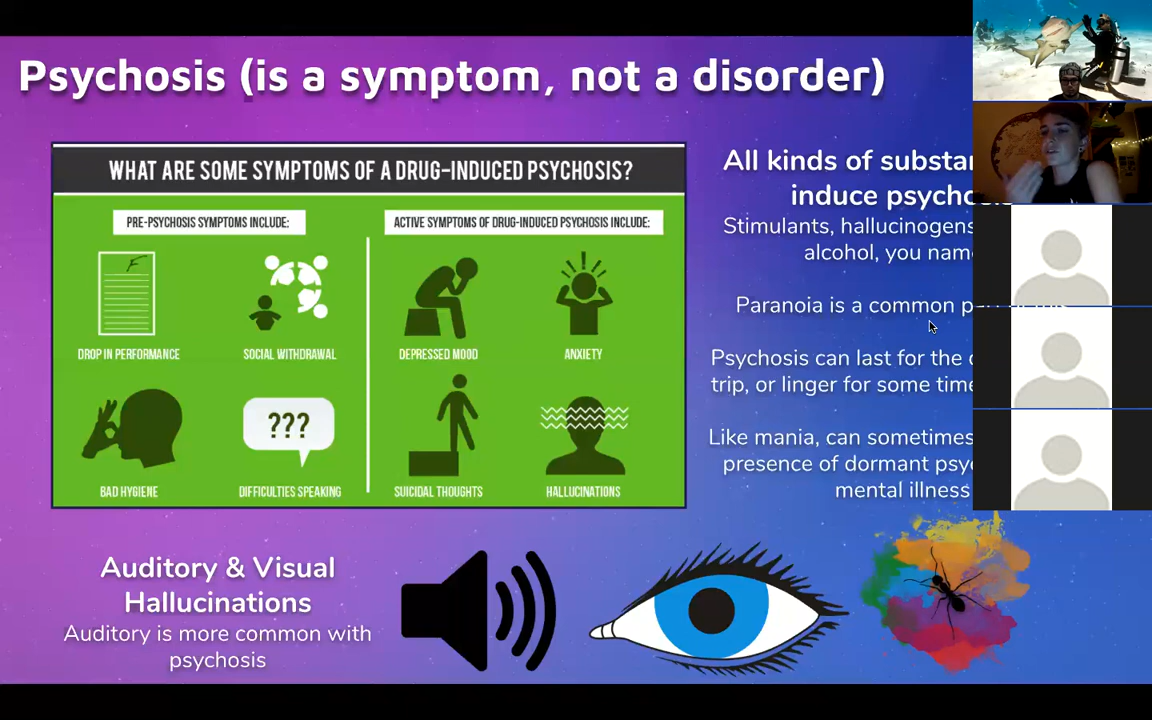 Psychosis (is a symptom, not a disorder)
WHAT ARE SOME SYMPTOMS OF A DRUG-INDUCED PSYCHOSIS?
PRE-PSYCHOSIS SYMPTOMS INCLUDE:
F
DROP IN PERFORMANCE
SOCIAL WITHDRAWAL
BAD HYGIENE
???
DIFFICULTIES SPEAKING
ACTIVE SYMPTOMS OF DRUG-INDUCED PSYCHOSIS INCLUDE:
DEPRESSED MOOD
ANXIETY
SUICIDAL THOUGHTS
HALLUCINATIONS
All kinds of
induce
Stimulants, hallucinogens
alcohol, you
Paranoia is a common
Psychosis can last for the
trip, or linger for some time
Like mania, can sometimes
presence of dormant
mental illness
Auditory & Visual
Hallucinations
Auditory is more common with
psychosis